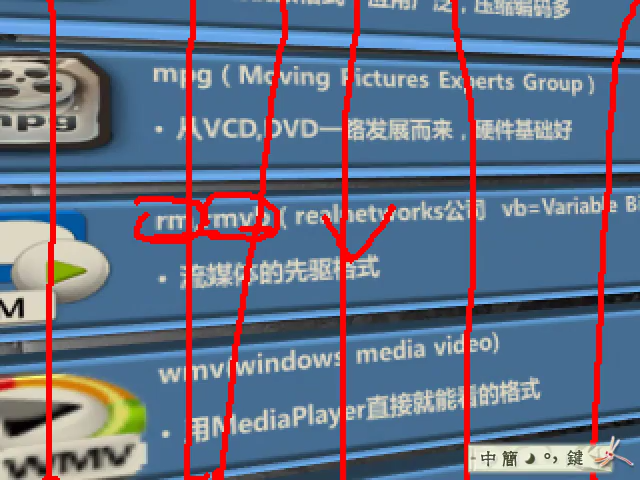 压缩编码多
mpg ( Moving Pictures Experts Group )
mpg
• 从VCD,DVD一路发展而来，硬件基础好
rm,rmvb ( realnetworks公司 vb=Variable Bi
• 流媒体的先驱格式
M
wmv(windows media video)
• 用MediaPlayer直接就能看的格式
WMV
中 簡 鍵